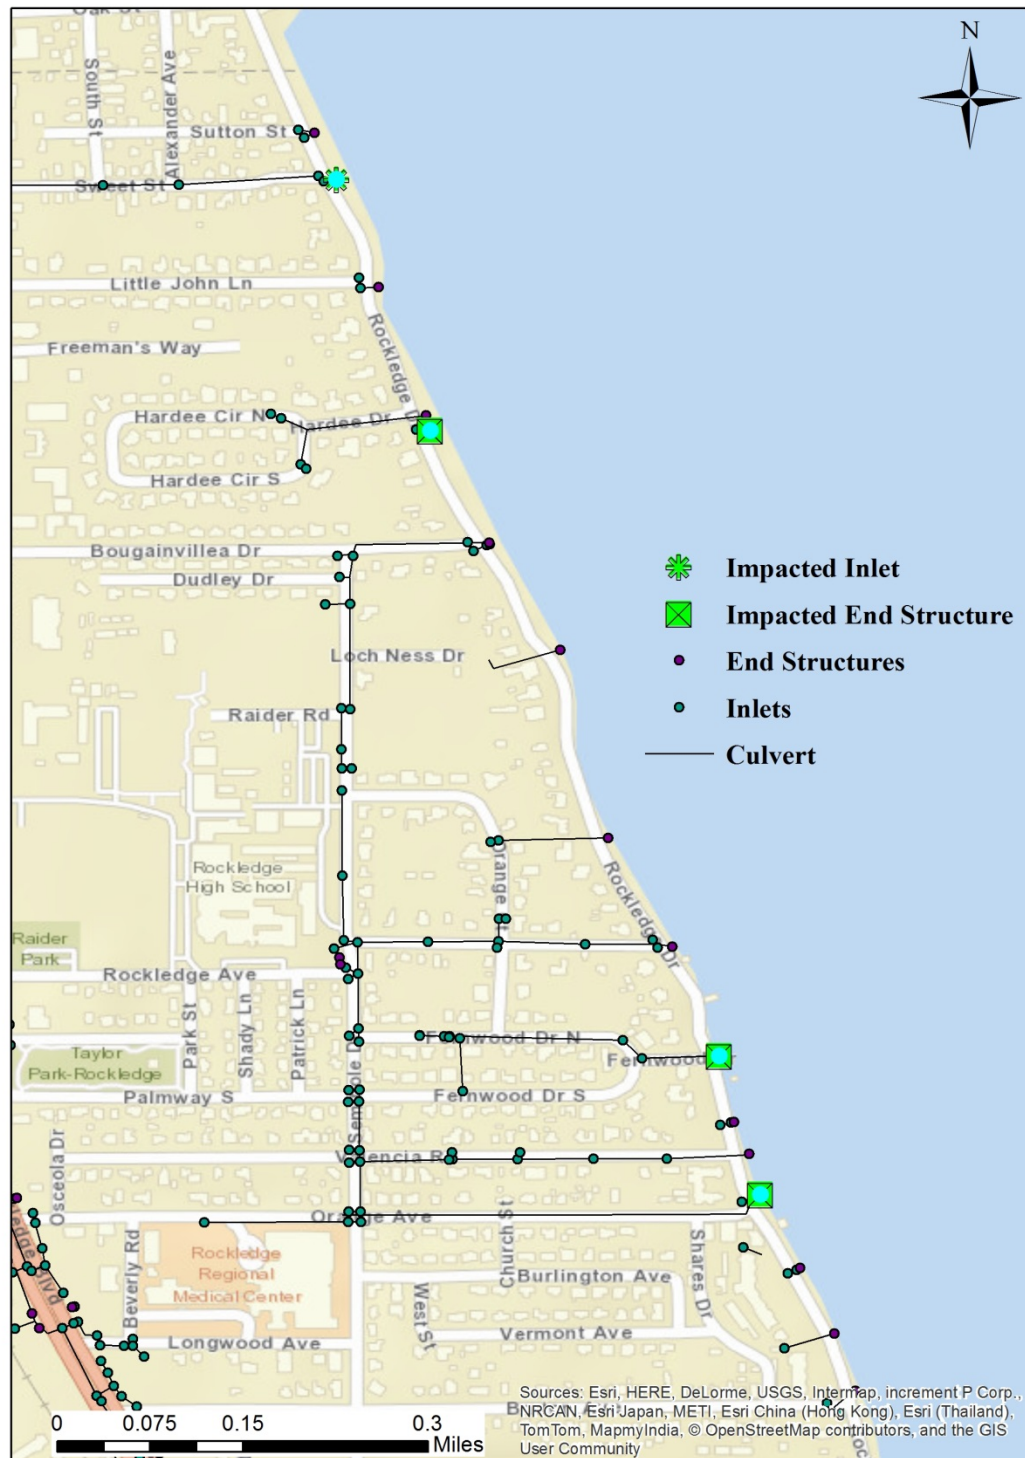 Oak St
N
South St
Alexander Ave
Sutton St
Sweet St
Little John Ln
Rockledge Dr
Freeman's Way
Hardee Cir N
Hardee Dr
Hardee Cir S
Bougainvillea Dr
Dudley Dr
Impacted Inlet
Impacted End Structure
End Structures
Inlets
Culvert
Loch Ness Dr
Raider Rd
Orange St
Rockledge
High School
Rockledge Dr
Raider
Park
Rockledge Ave
Park St
Shady Ln
Patrick Ln
Fernwood Dr N
Fernwood Dr
Taylor
Park-Rockledge
Palmway S
Seminole Dr
Fernwood Dr S
Osceola Dr
Valencia Rd
Orange Ave
Church St
Shares Dr
Beverly Rd
Rockledge
Regional
Medical Center
Burlington Ave
West St
Longwood Ave
Vermont Ave
Sources: Esri, HERE, DeLorme, USGS, Intermap, increment P Corp.,
NRCAN, Esri Japan, METI, Esri China (Hong Kong), Esri (Thailand),
TomTom, MapmyIndia, © OpenStreetMap contributors, and the GIS
User Community
0 0.075 0.15 0.3
Miles